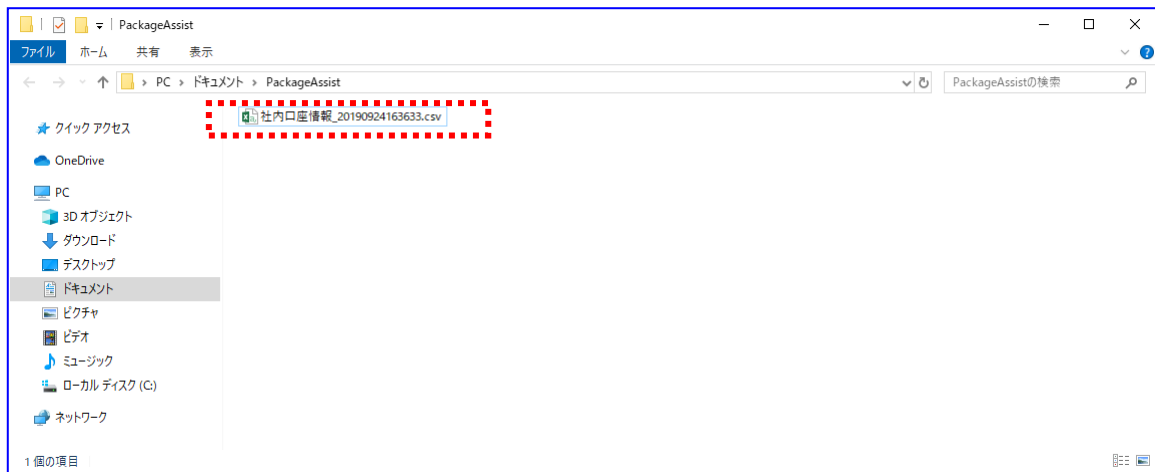 PackageAssist
ファイル ホーム 共有 表示
PC › ドキュメント › PackageAssist PackageAssistの検索
社内口座情報_20190924163633.csv
クイック アクセス
OneDrive
PC
3D オブジェクト
ダウンロード
デスクトップ
ドキュメント
ピクチャ
ビデオ
ミュージック
ローカル ディスク (C:)
ネットワーク
1 個の項目